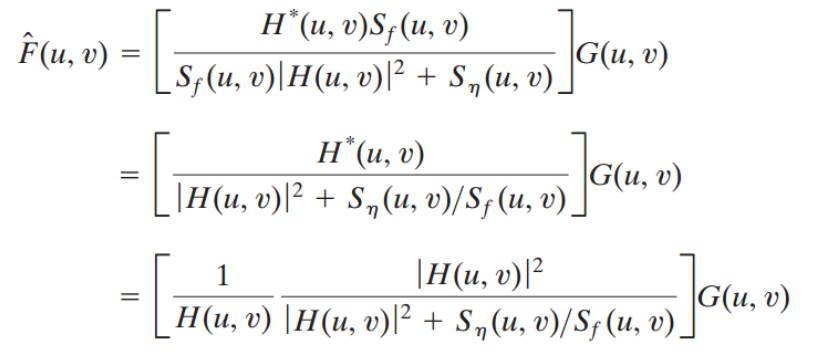 F̂(u, v) = [ H*(u, v)S_f(u, v) / S_f(u, v)|H(u, v)|² + S_η(u, v) ] G(u, v)
= [ H*(u, v) / |H(u, v)|² + S_η(u, v)/S_f(u, v) ] G(u, v)
= [ 1 / H(u, v) |H(u, v)|² / |H(u, v)|² + S_η(u, v)/S_f(u, v) ] G(u, v)